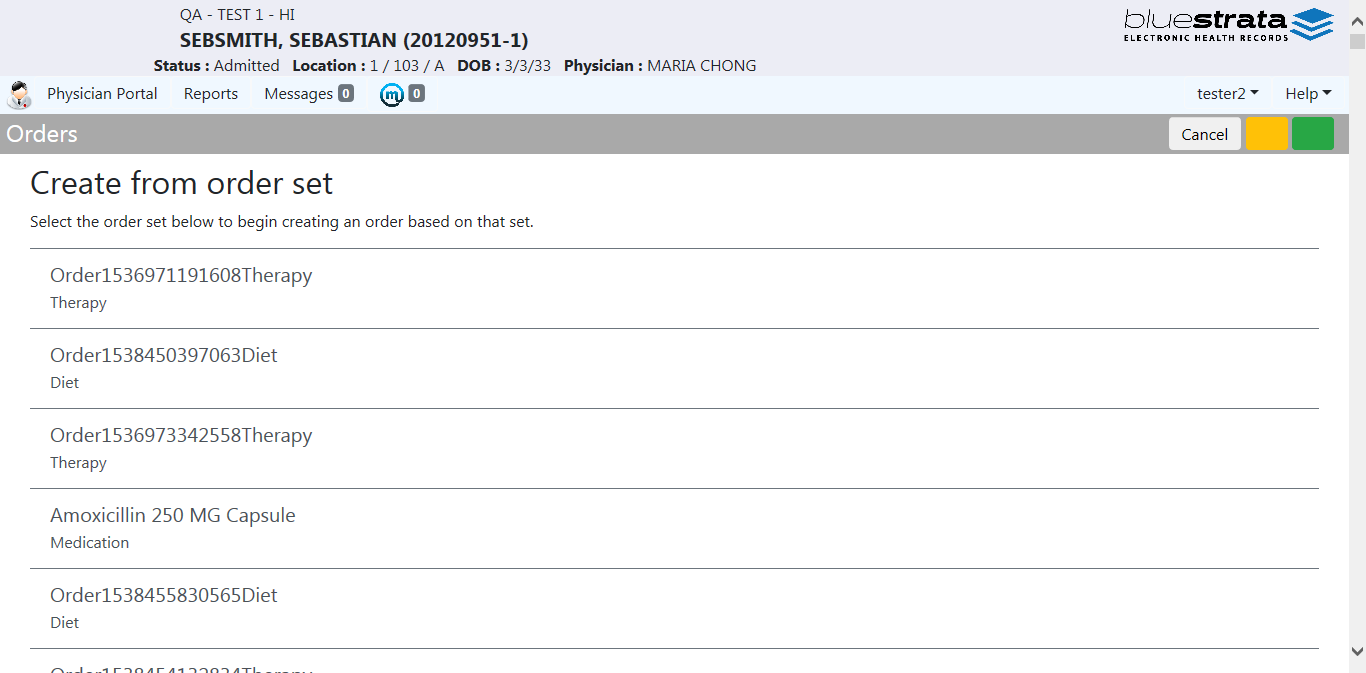 QA - TEST 1 - HI
SEBSMITH, SEBASTIAN (20120951-1)
Status : Admitted Location : 1 / 103 / A DOB : 3/3/33 Physician : MARIA CHONG
bluestrata
ELECTRONIC HEALTH RECORDS
Physician Portal Reports Messages 0 m 0 tester2 Help
Orders Cancel
Create from order set
Select the order set below to begin creating an order based on that set.
Order1536971191608Therapy
Therapy
Order1538450397063Diet
Diet
Order1536973342558Therapy
Therapy
Amoxicillin 250 MG Capsule
Medication
Order1538455830565Diet
Diet